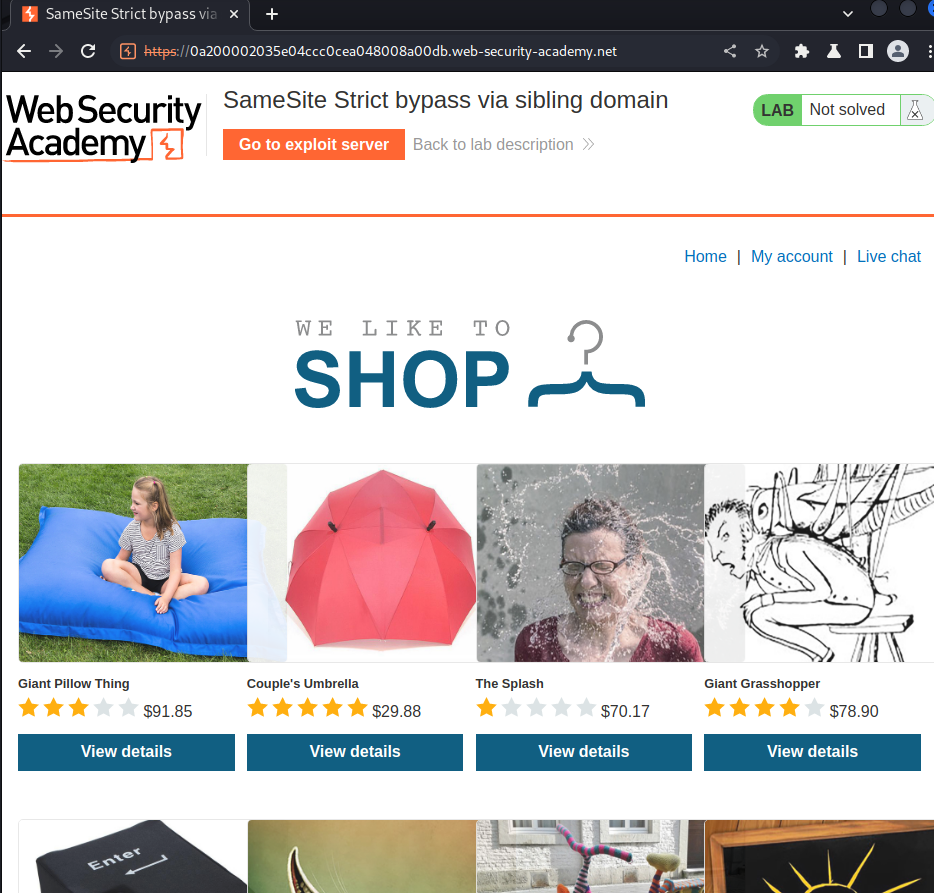 SameSite Strict bypass via
https://0a200002035e04ccc0cea048008a00db.web-security-academy.net
WebSecurity
Academy
SameSite Strict bypass via sibling domain
LAB Not solved
Go to exploit server Back to lab description
Home | My account | Live chat
WE LIKE TO
SHOP
Giant Pillow Thing Couple's Umbrella The Splash Giant Grasshopper
$91.85 $29.88 $70.17 $78.90
View details View details View details View details
Enter